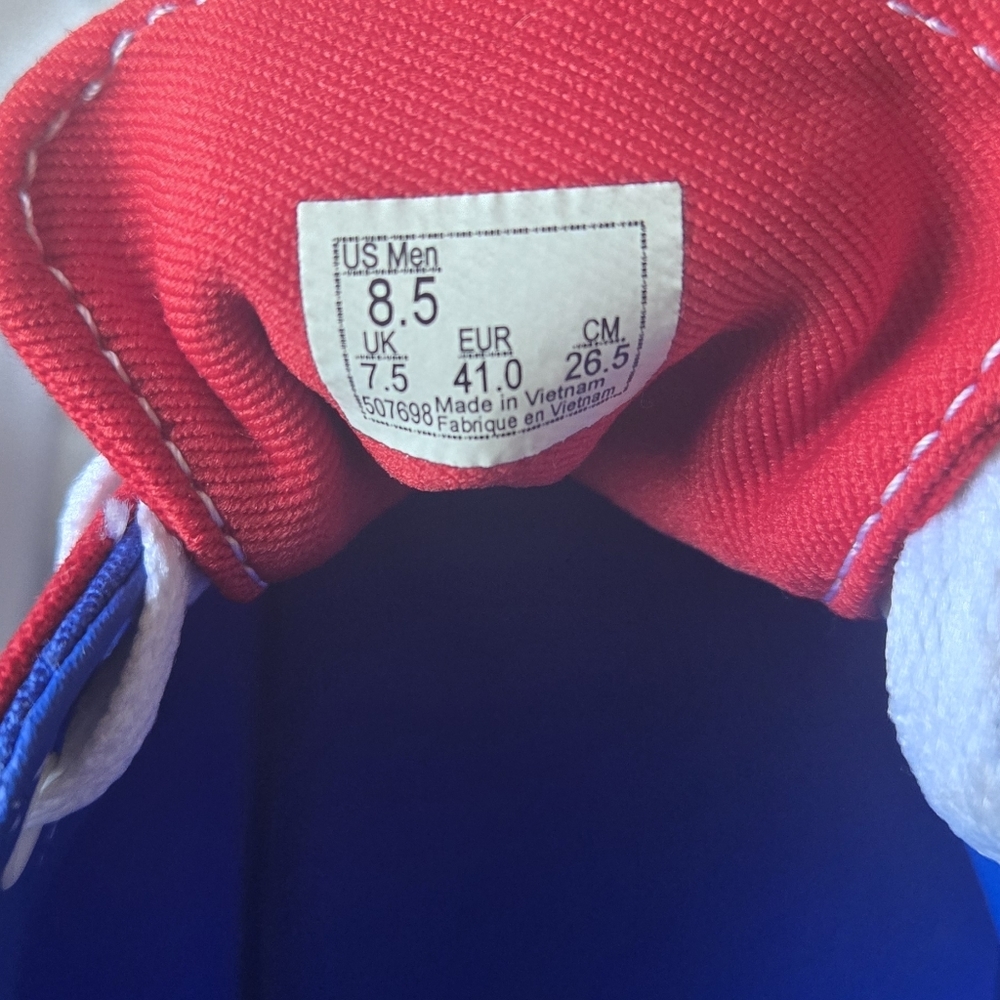 US Men
8.5
UK EUR CM
7.5 41.0 26.5
507698 Made in Vietnam
Fabrique en Vietnam